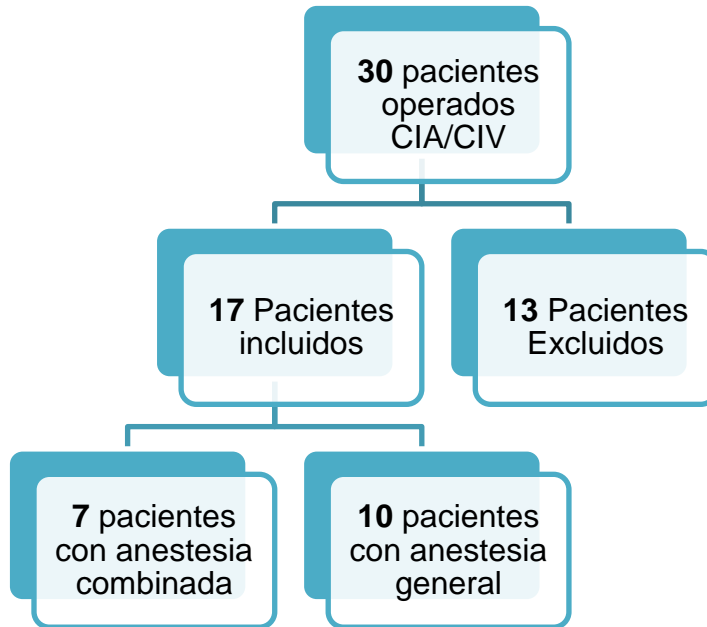 30 pacientes
operados
CIA/CIV
17 Pacientes
incluidos
13 Pacientes
Excluidos
7 pacientes
con anestesia
combinada
10 pacientes
con anestesia
general